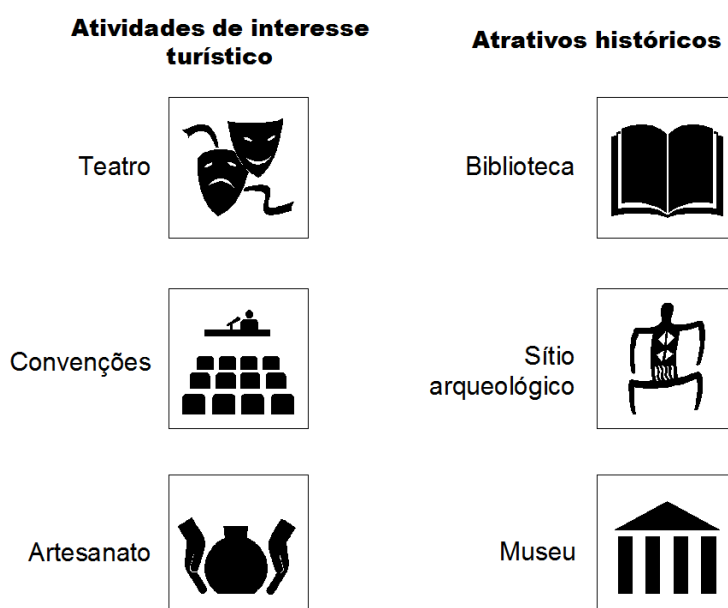 Atividades de interesse
turístico
Teatro
Convenções
Artesanato
Atrativos históricos
Biblioteca
Sítio
arqueológico
Museu